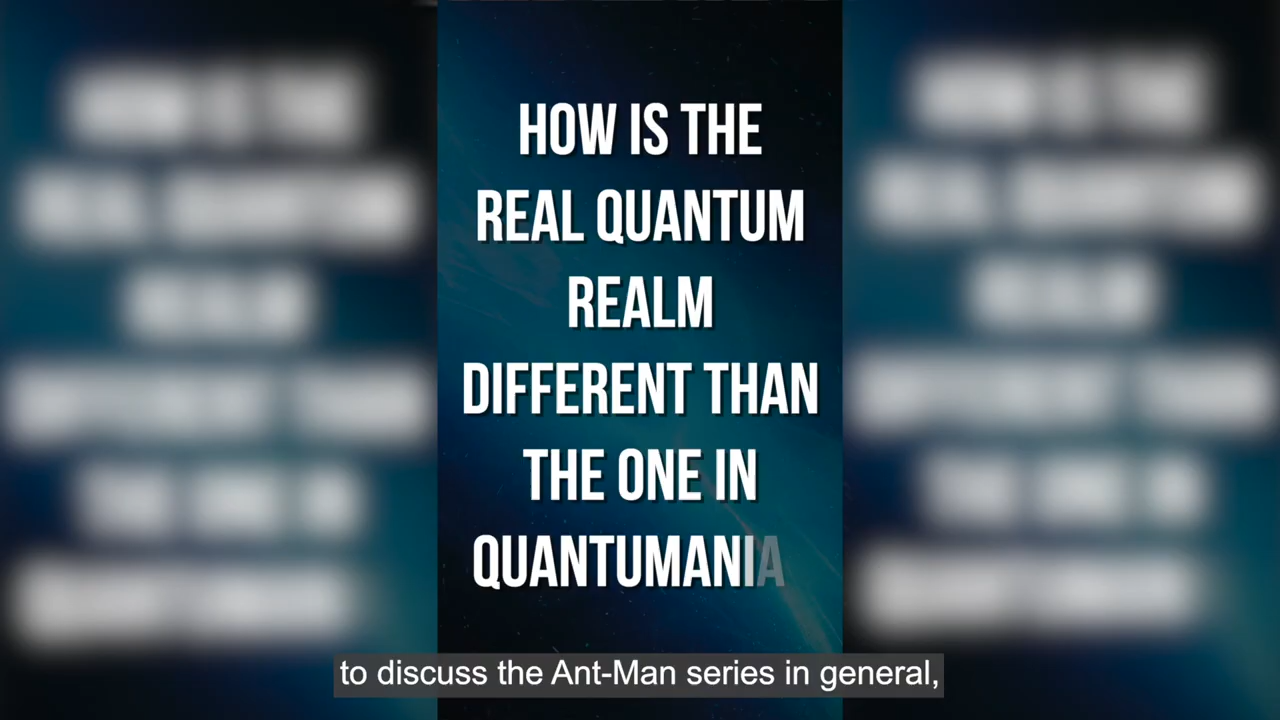 HOW IS THE
REAL QUANTUM
REALM
DIFFERENT THAN
THE ONE IN
QUANTUMANIA
to discuss the Ant-Man series in general,